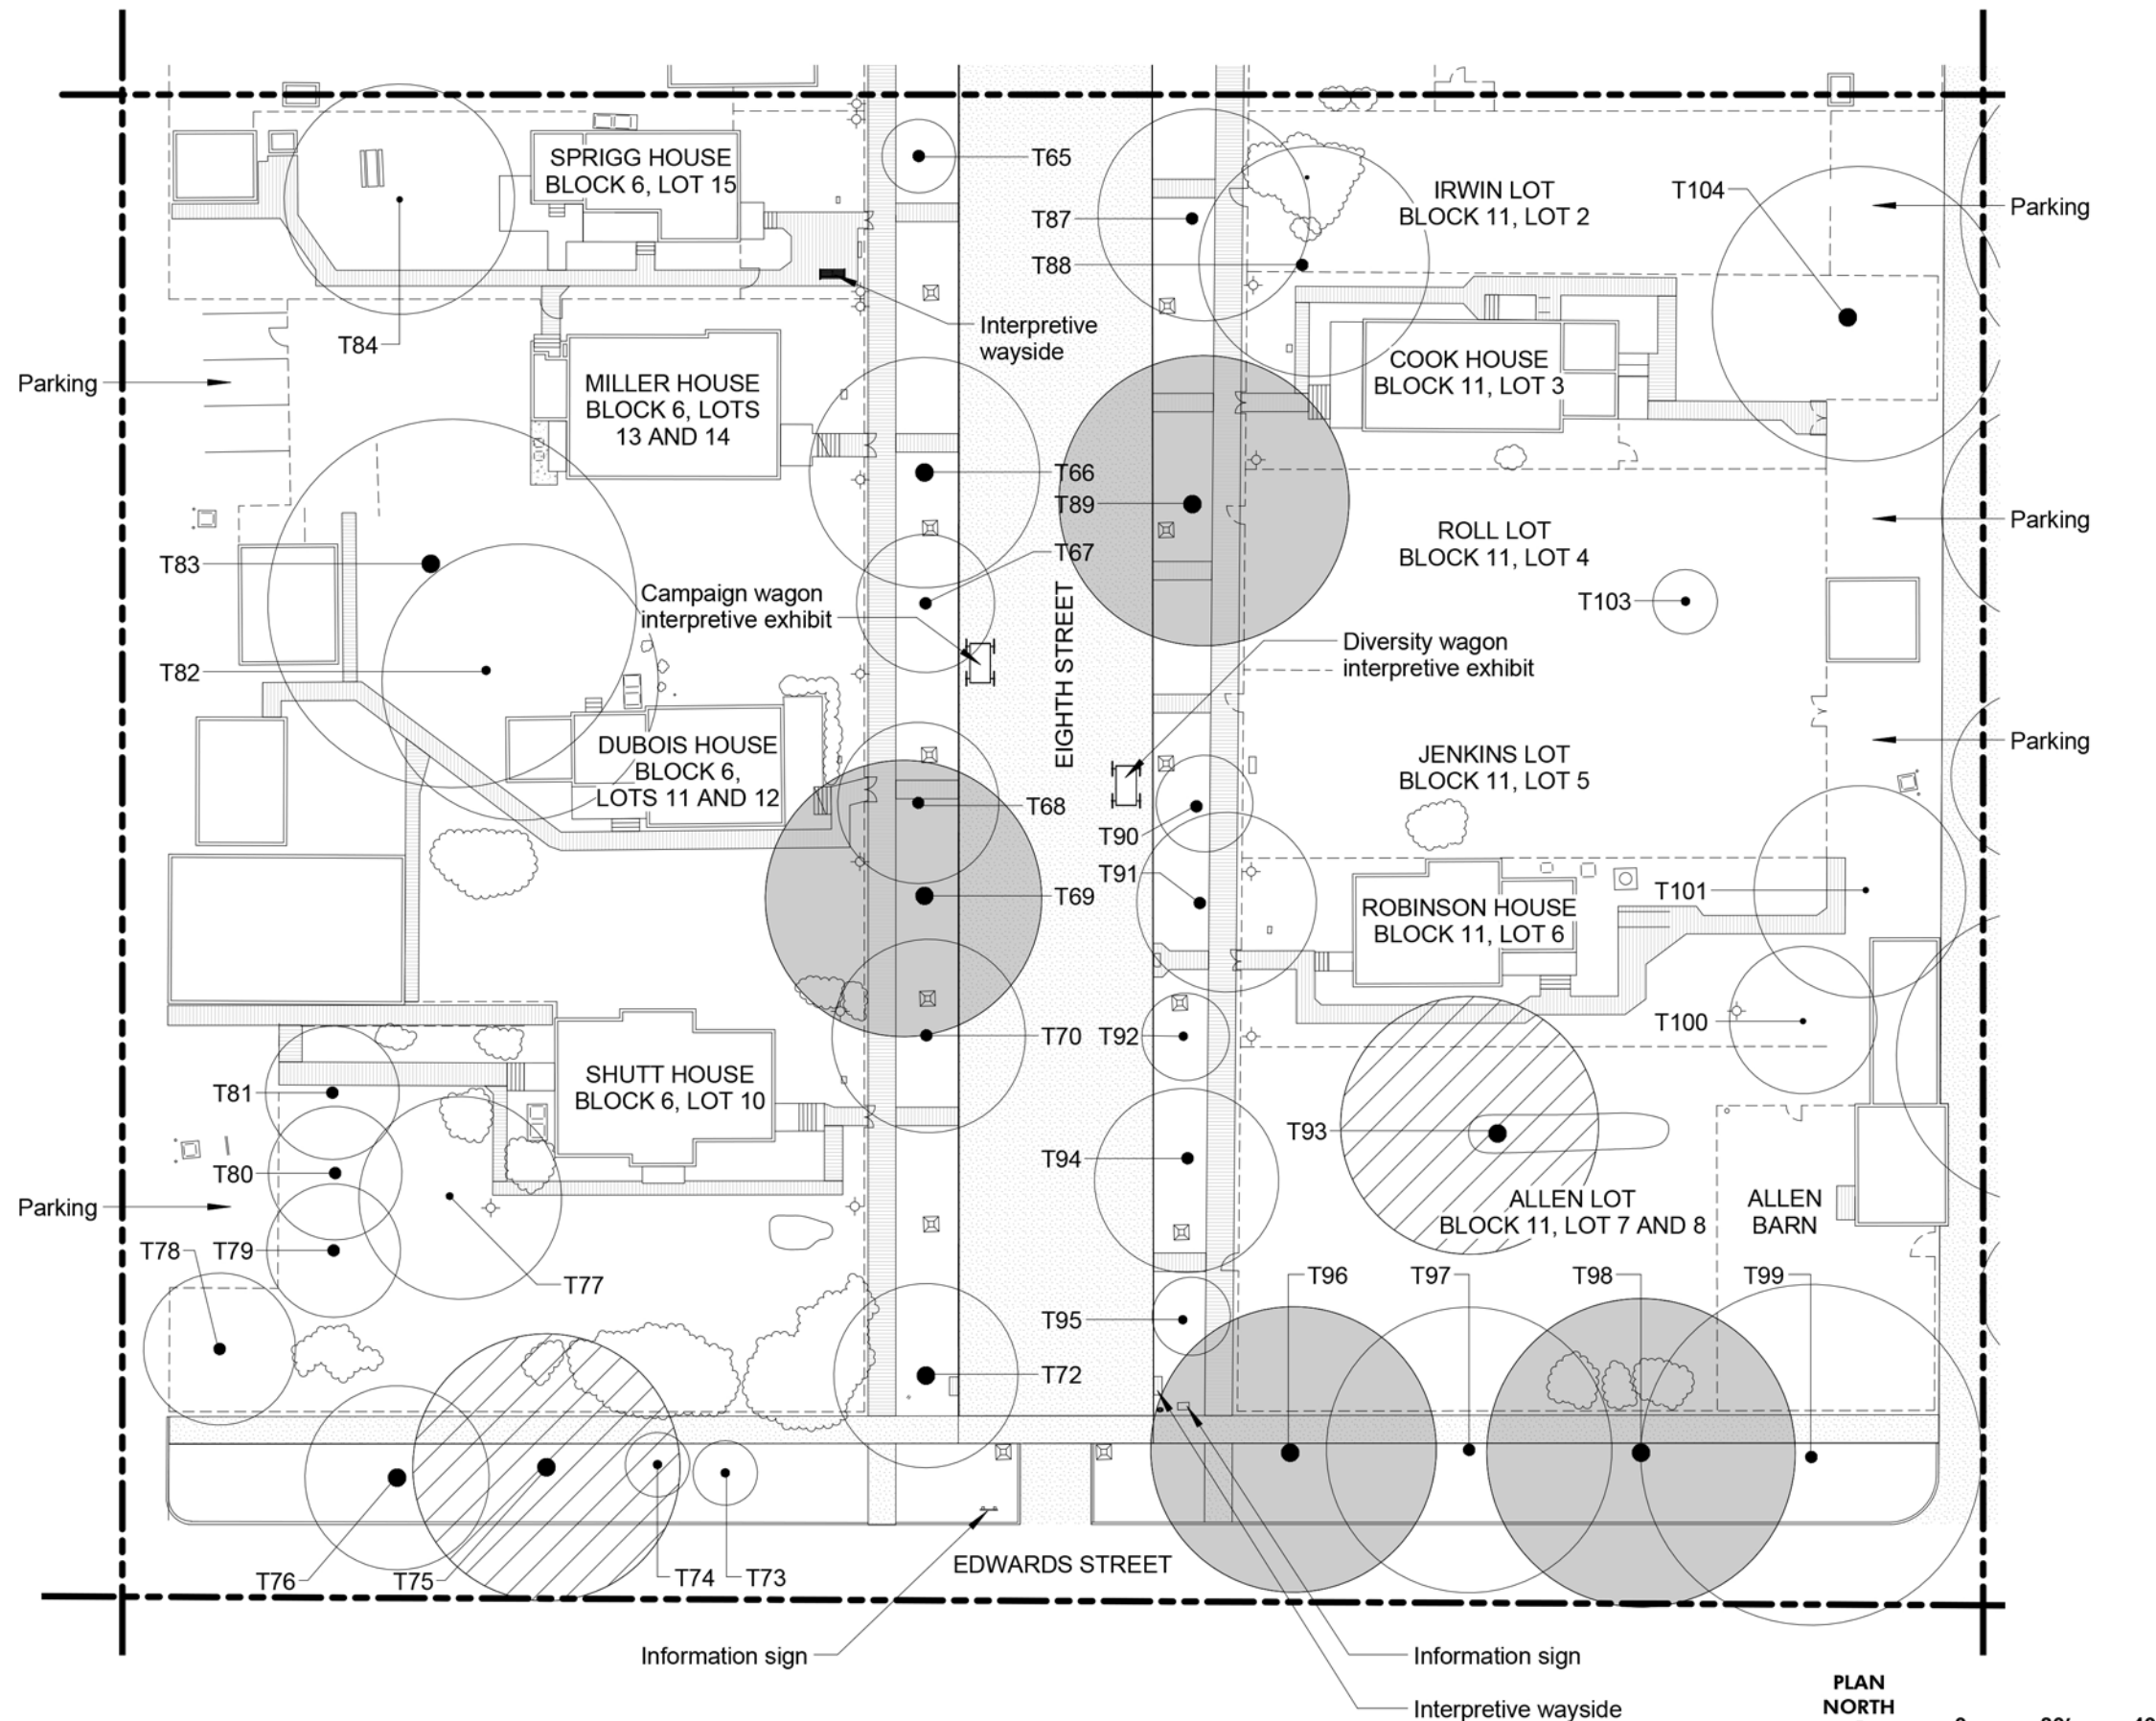 SPRIGG HOUSE
BLOCK 6, LOT 15
T65
IRWIN LOT
BLOCK 11, LOT 2
T104
Parking
T87
T88
T84
Interpretive
wayside
COOK HOUSE
BLOCK 11, LOT 3
Parking
MILLER HOUSE
BLOCK 6, LOTS
13 AND 14
T66
T89
ROLL LOT
BLOCK 11, LOT 4
Parking
T83
T67
T103
Campaign wagon
interpretive exhibit
EIGHTH STREET
Diversity wagon
interpretive exhibit
T82
DUBOIS HOUSE
BLOCK 6,
LOTS 11 AND 12
JENKINS LOT
BLOCK 11, LOT 5
Parking
T68
T90
T91
T69
ROBINSON HOUSE
BLOCK 11, LOT 6
T101
T70
T92
T100
SHUTT HOUSE
BLOCK 6, LOT 10
T81
T93
T80
T94
Parking
ALLEN LOT
BLOCK 11, LOT 7 AND 8
ALLEN
BARN
T78
T79
T77
T96
T97
T98
T99
T95
T72
EDWARDS STREET
T76
T75
T74
T73
Information sign
Information sign
Interpretive wayside
PLAN
NORTH